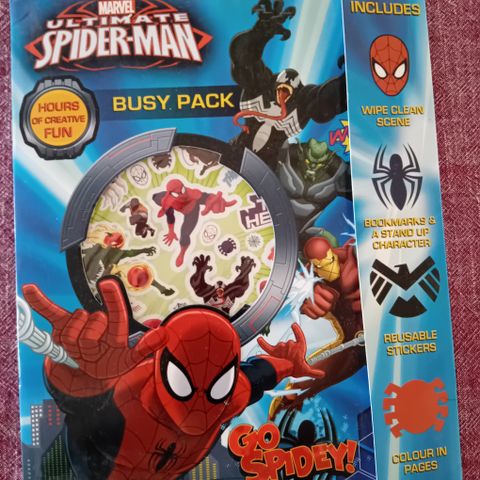 MARVEL
ULTIMATE
SPIDER-MAN
HOURS
OF CREATIVE
FUN
BUSY PACK
INCLUDES
WIPE CLEAN
SCENE
BOOKMARKS &
A STAND UP
CHARACTER
REUSABLE
STICKERS
COLOUR IN
PAGES
GO
SPIDEY!